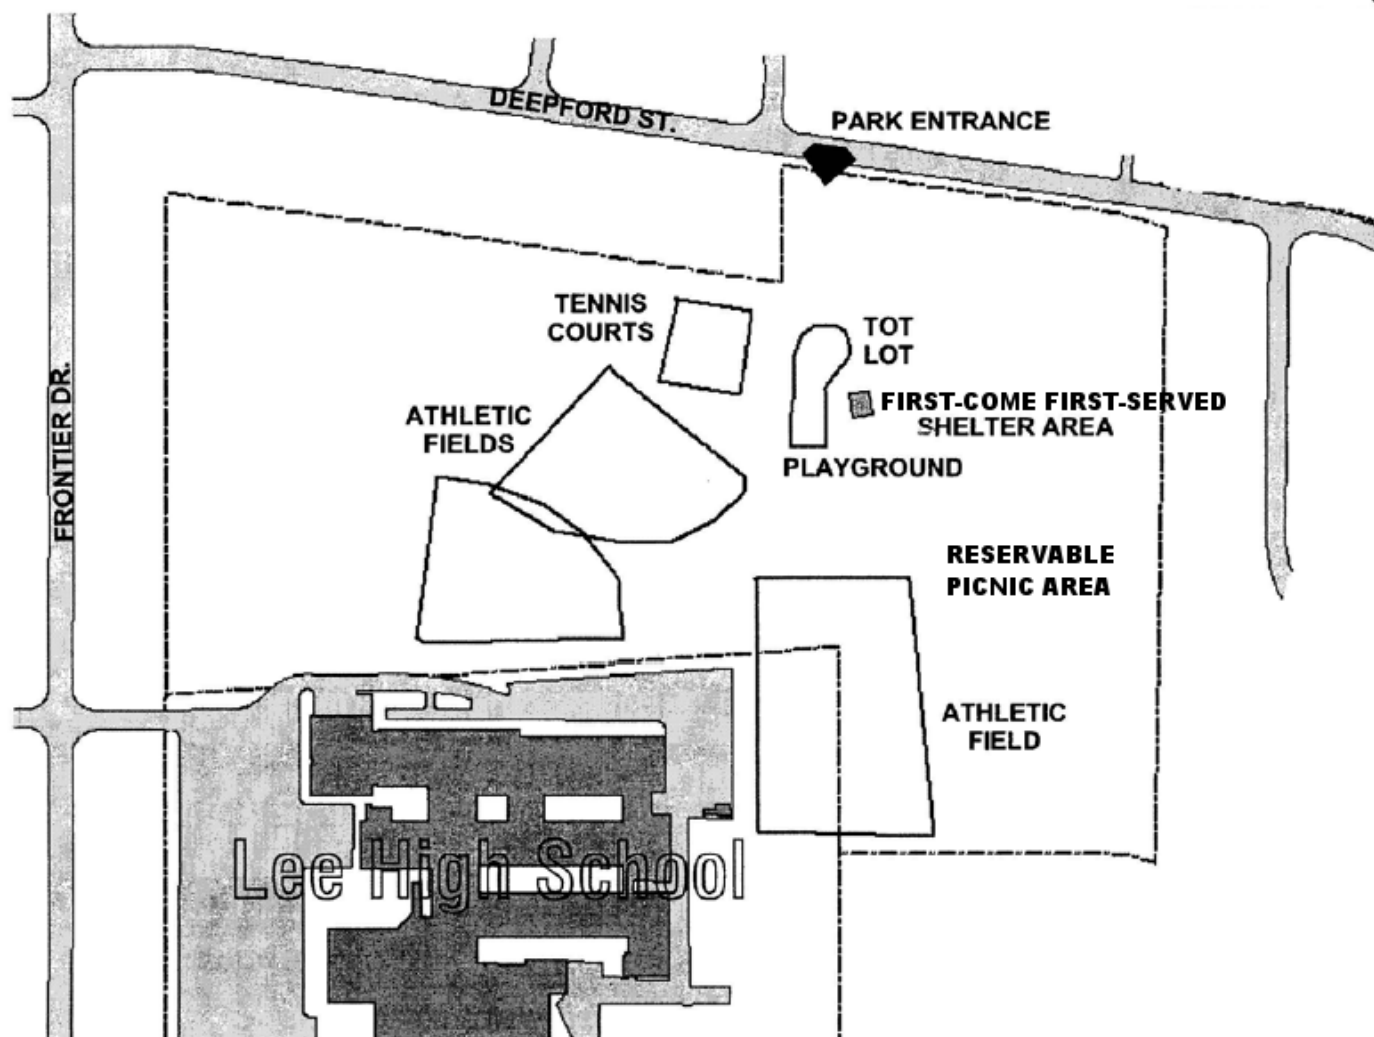 DEEPFORD ST.
PARK ENTRANCE
TENNIS
COURTS
TOT
LOT
FIRST-COME FIRST-SERVED
SHELTER AREA
ATHLETIC
FIELDS
PLAYGROUND
FRONTIER DR.
RESERVABLE
PICNIC AREA
ATHLETIC
FIELD
Lee High School